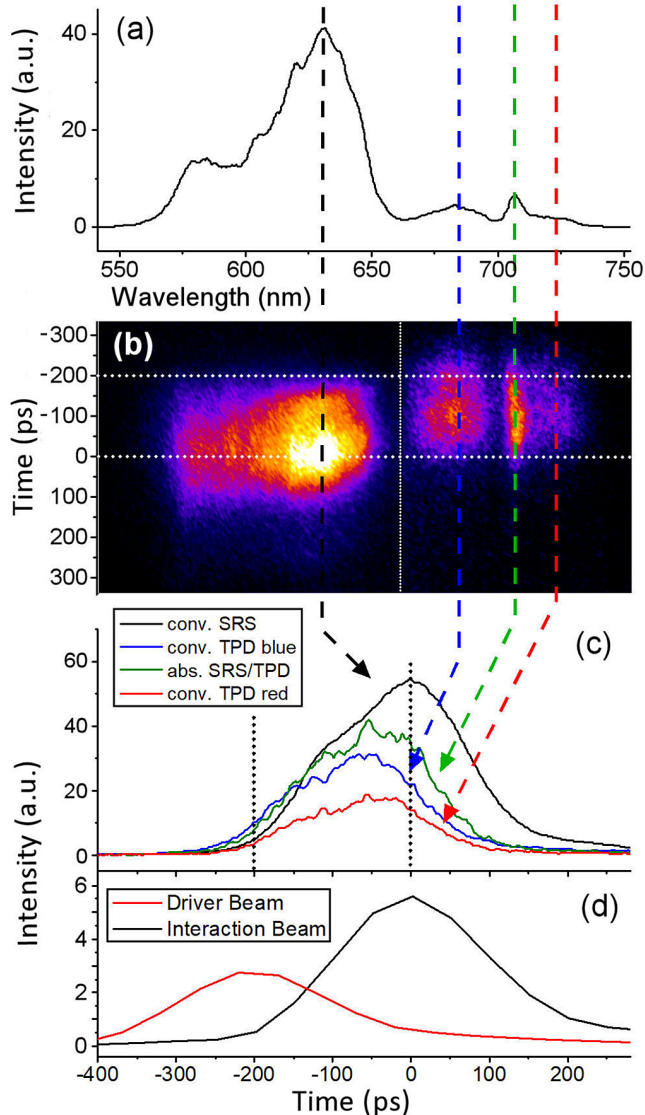 (a)
Intensity (a.u.)
40
20
0
550 600 650 700 750
Wavelength (nm)
(b)
Time (ps)
-300
-200
-100
0
100
200
300
conv. SRS
conv. TPD blue
abs. SRS/TPD
conv. TPD red
(c)
Intensity (a.u.)
60
40
20
0
Driver Beam
Interaction Beam
(d)
6
4
2
0
-400 -300 -200 -100 0 100 200
Time (ps)